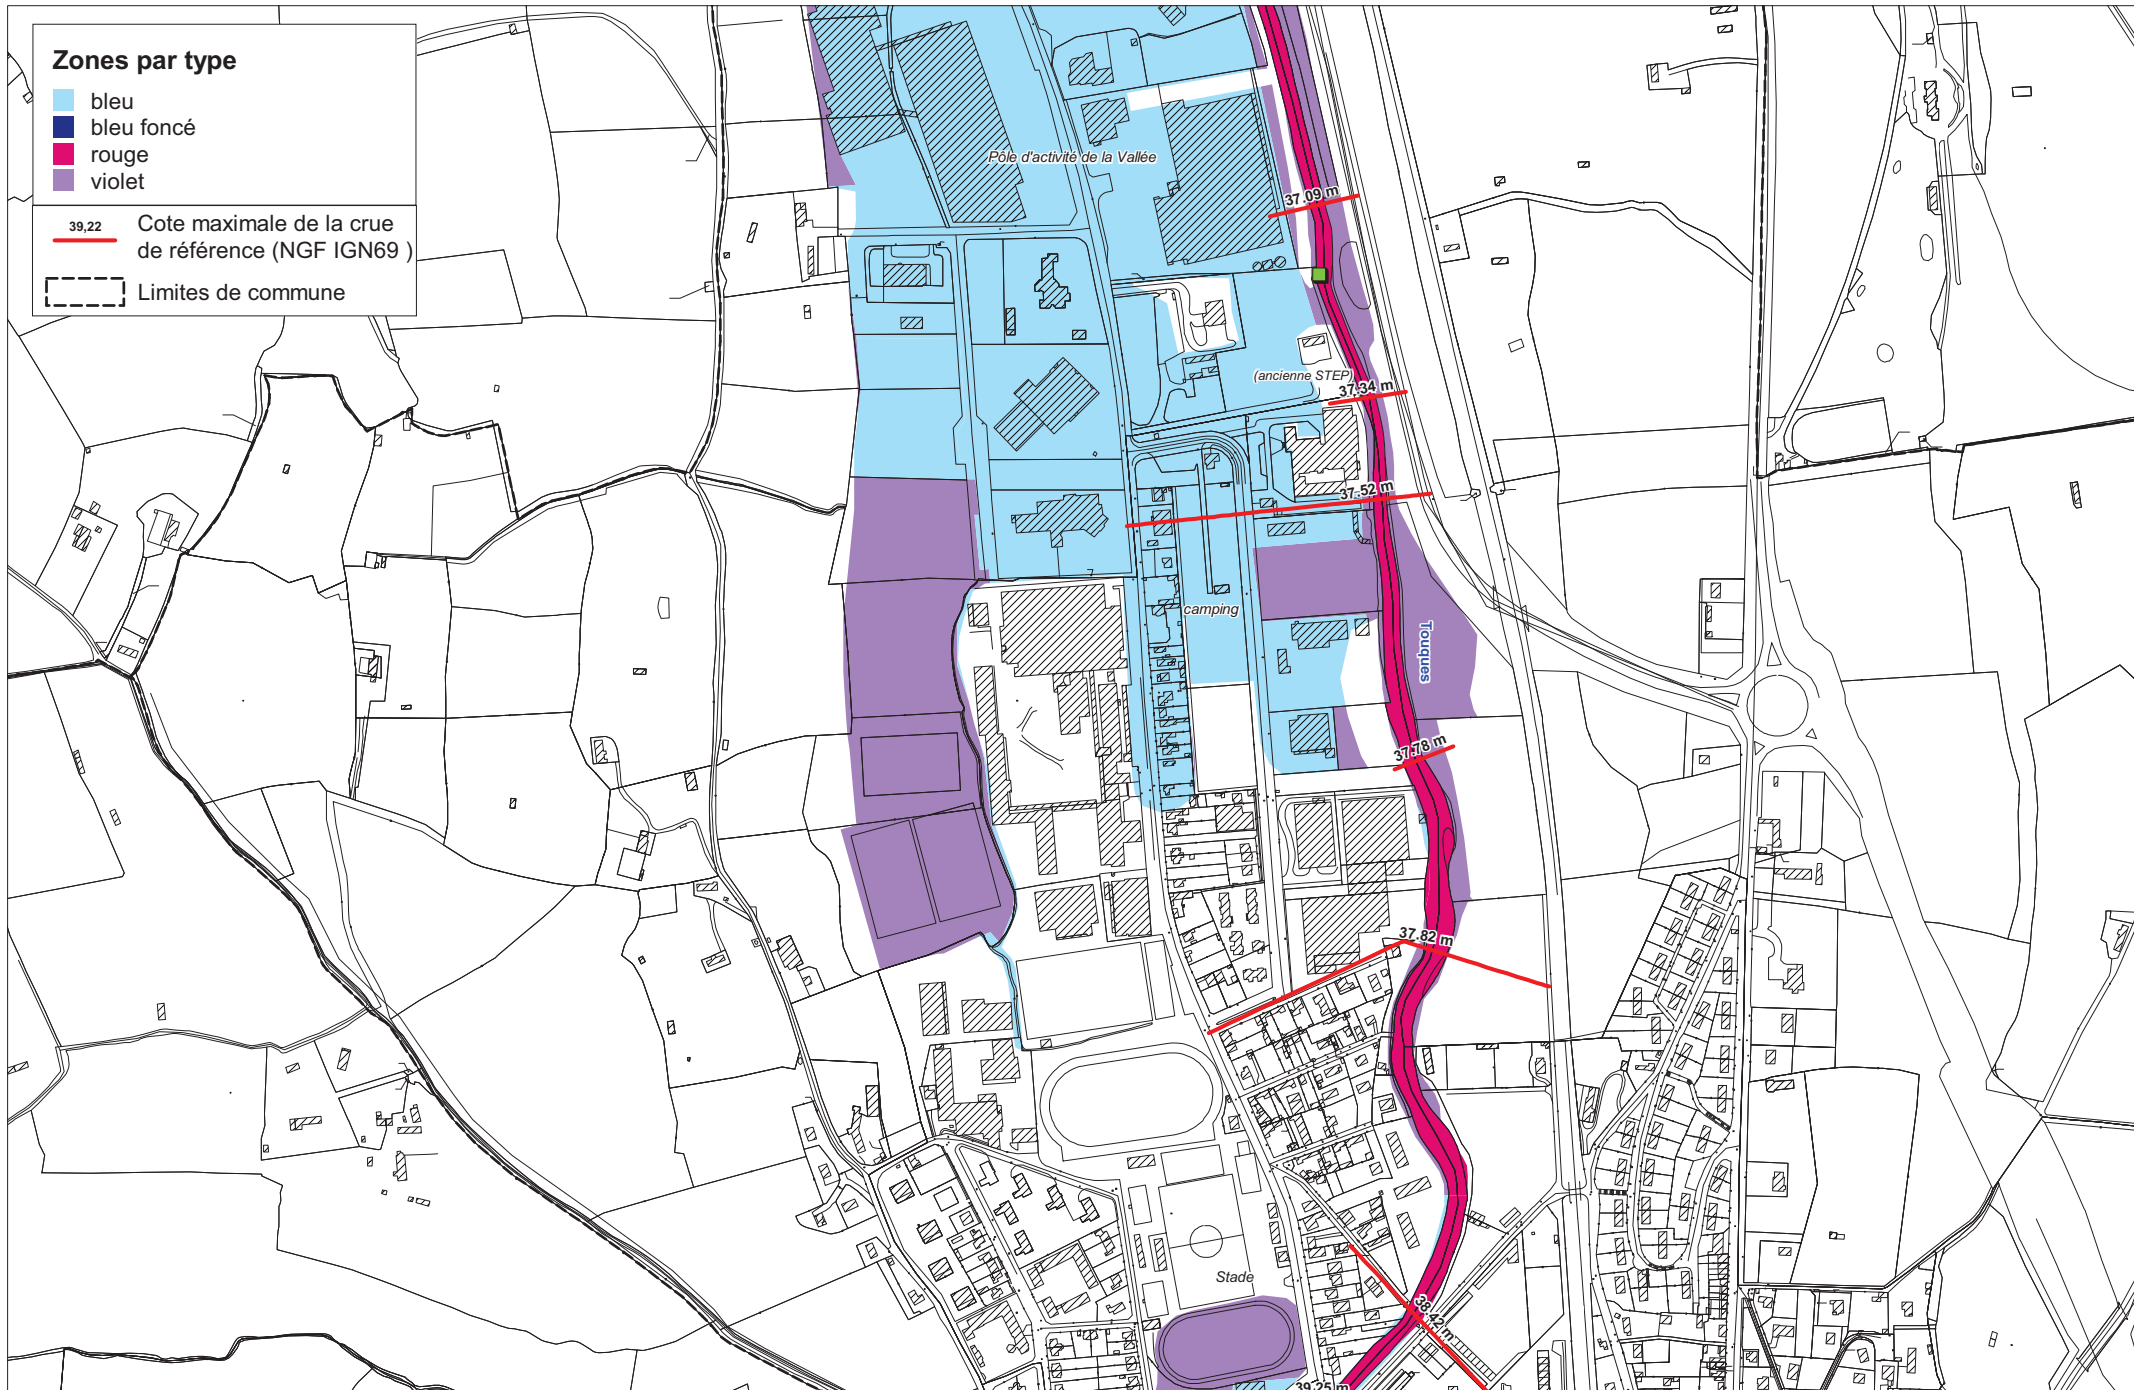 Zones par type
bleu
bleu foncé
rouge
violet
39,22
Cote maximale de la crue
de référence (NGF IGN69 )
Limites de commune
Pôle d'activité de la Vallée
37.09 m
(ancienne STEP)
37.34 m
37.52 m
camping
Touques
37.78 m
37.82 m
Stade
38.42 m
39.25 m